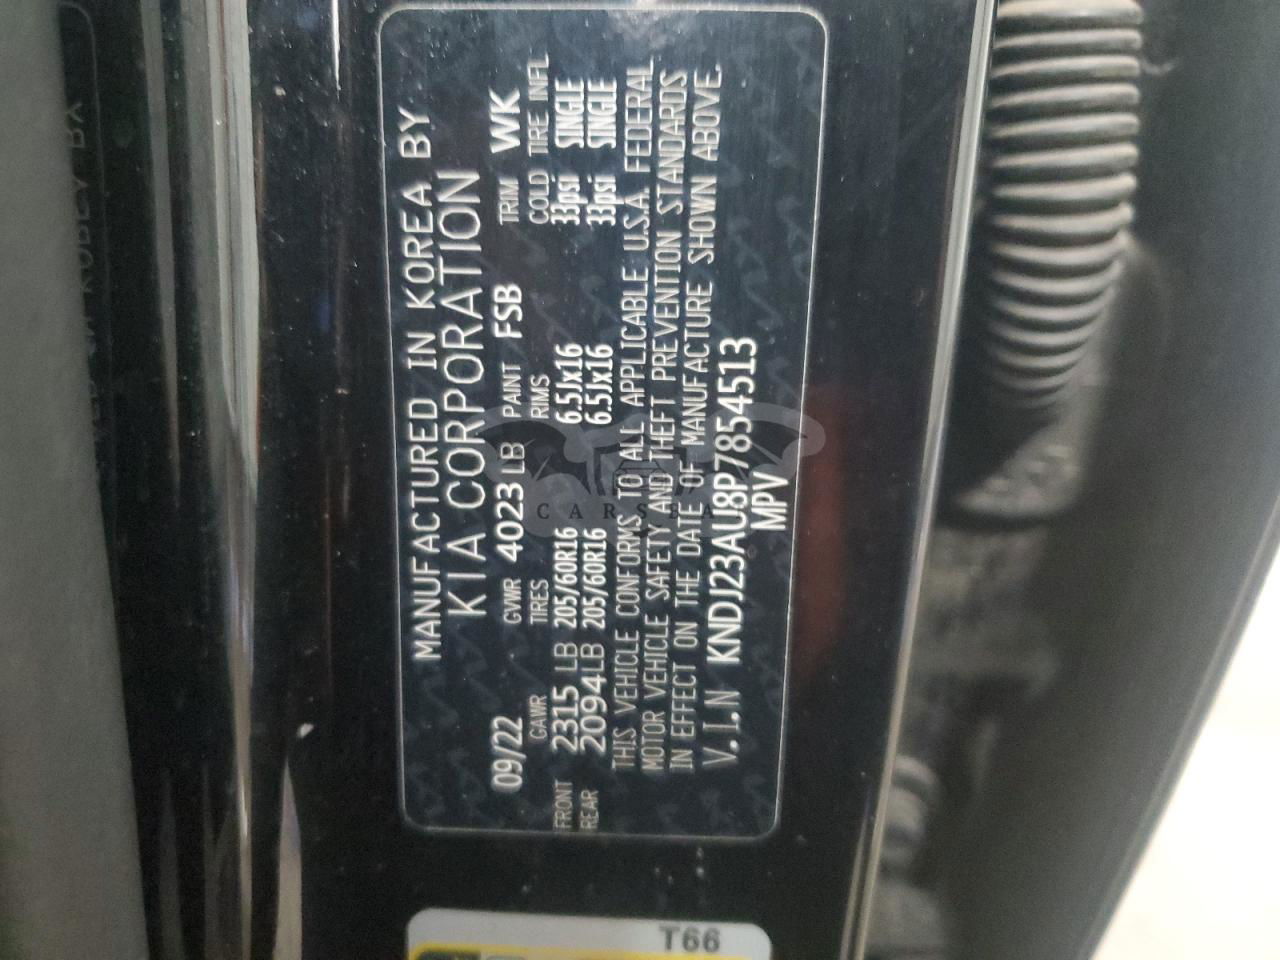 MANUFACTURED IN KOREA BY
KIA CORPORATION
09/22 GVWR 4023 LB PAINT FSB TRIM WK
GAWR TIRES RIMS COLD TIRE INFL
FRONT 2315 LB 205/60R16 6.5Jx16 33psi SINGLE
REAR 2094LB 205/60R16 6.5Jx16 33psi SINGLE
THIS VEHICLE CONFORMS TO ALL APPLICABLE U.S.A. FEDERAL
MOTOR VEHICLE SAFETY AND THEFT PREVENTION STANDARDS
IN EFFECT ON THE DATE OF MANUFACTURE SHOWN ABOVE.
V.I.N KNDJ23AU8P7854513
MPV
T66